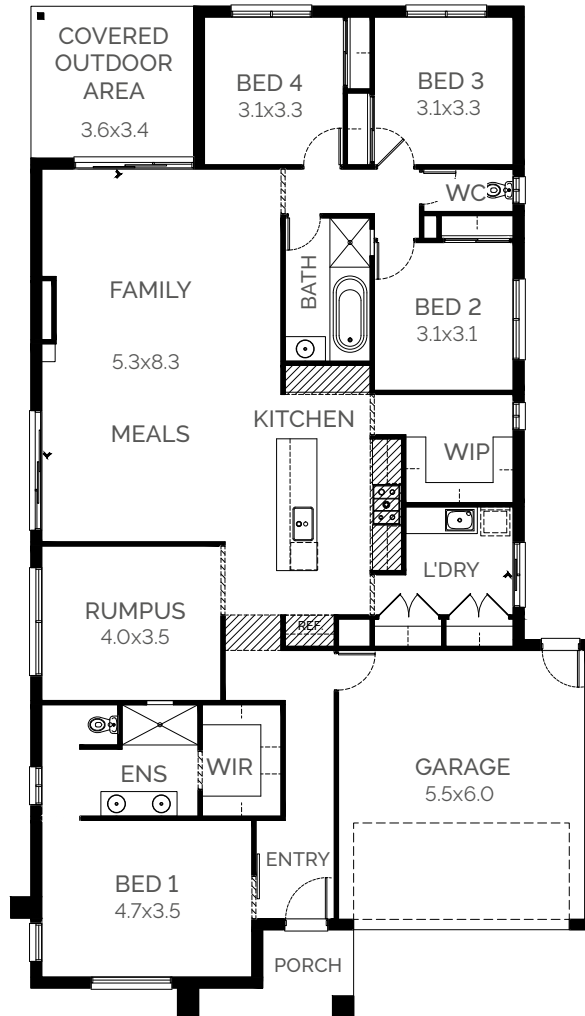 COVERED
OUTDOOR
AREA
3.6x3.4
BED 4
3.1x3.3
BED 3
3.1x3.3
WC
BATH
BED 2
3.1x3.1
FAMILY
5.3x8.3
MEALS
KITCHEN
WIP
L'DRY
RUMPUS
4.0x3.5
REF.
ENS
WIR
GARAGE
5.5x6.0
ENTRY
BED 1
4.7x3.5
PORCH